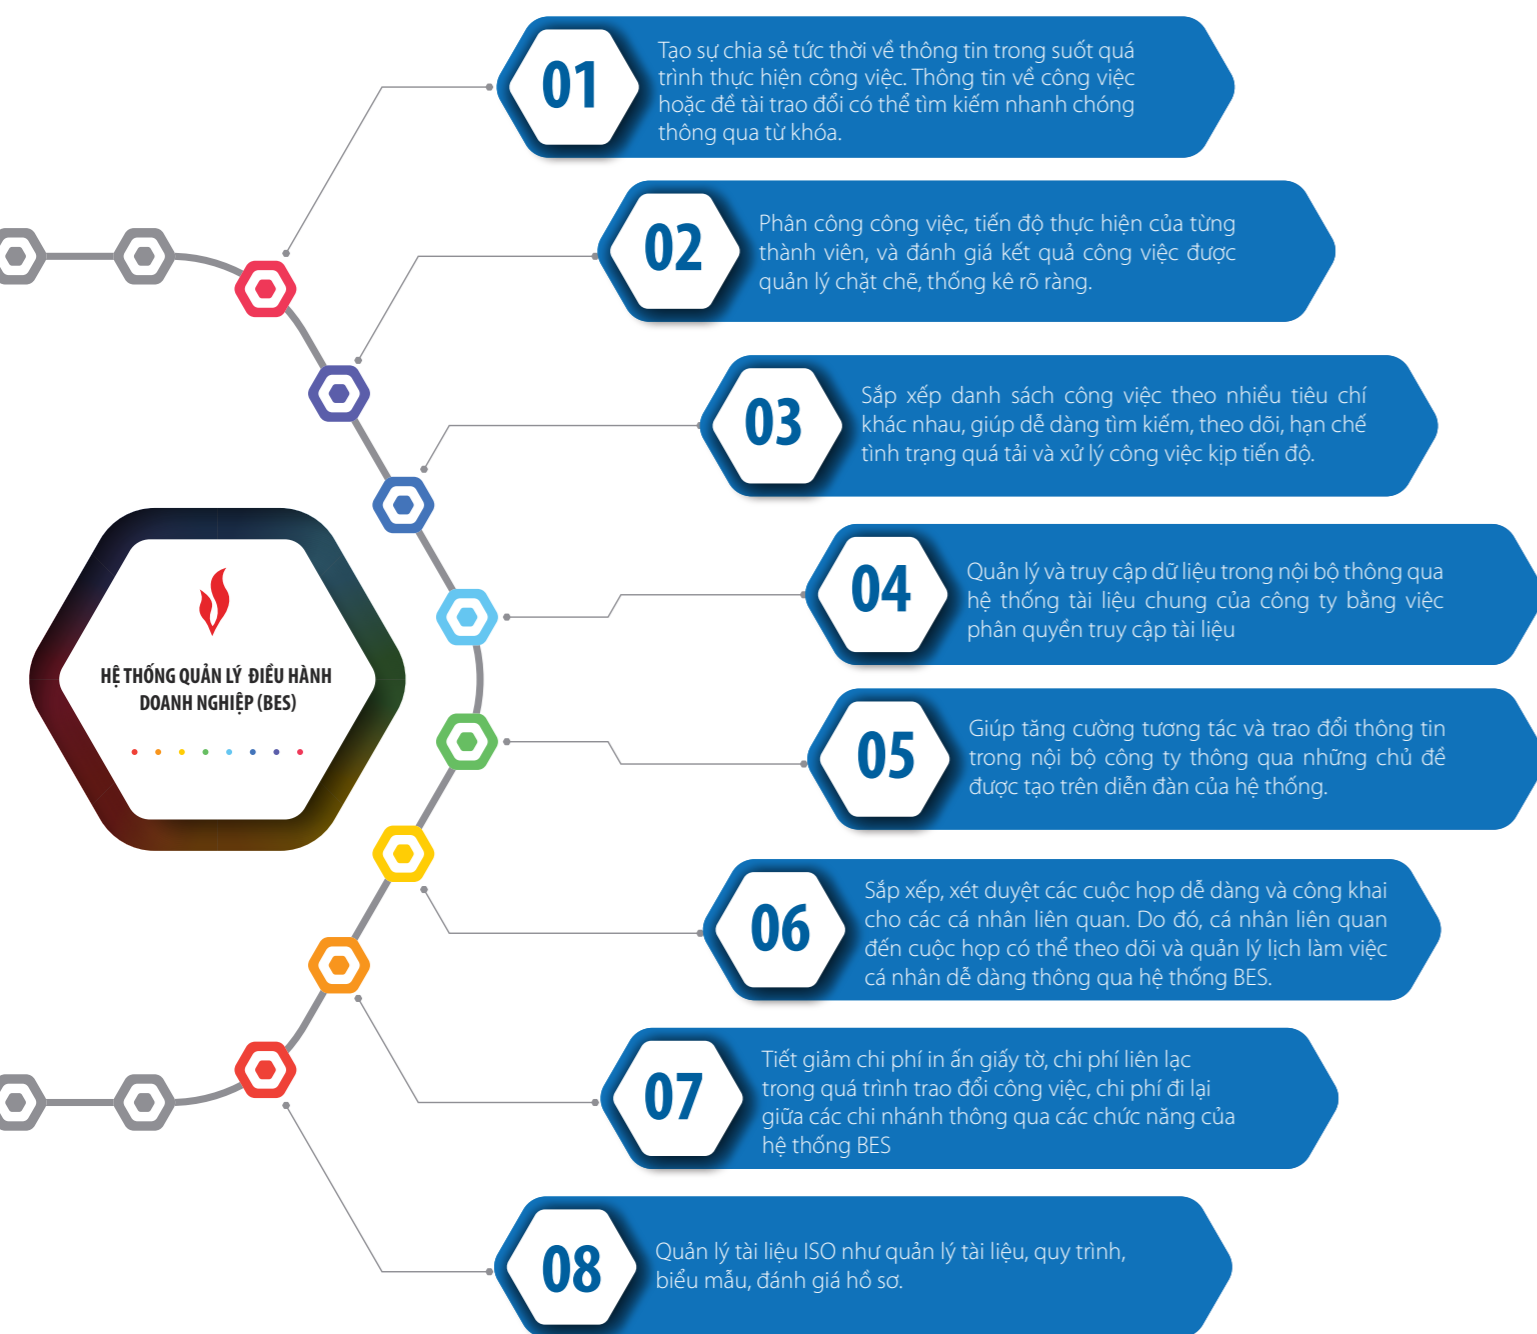 01
Tạo sự chia sẻ tức thời về thông tin trong suốt quá
trình thực hiện công việc. Thông tin về công việc
hoặc đề tài trao đổi có thể tìm kiếm nhanh chóng
thông qua từ khóa.
02
Phân công công việc, tiến độ thực hiện của từng
thành viên, và đánh giá kết quả công việc được
quản lý chặt chẽ, thống kê rõ ràng.
03
Sắp xếp danh sách công việc theo nhiều tiêu chí
khác nhau, giúp dễ dàng tìm kiếm, theo dõi, hạn chế
tình trạng quá tải và xử lý công việc kịp tiến độ.
04
Quản lý và truy cập dữ liệu trong nội bộ thông qua
hệ thống tài liệu chung của công ty bằng việc
phân quyền truy cập tài liệu
HỆ THỐNG QUẢN LÝ ĐIỀU HÀNH
DOANH NGHIỆP (BES)
05
Giúp tăng cường tương tác và trao đổi thông tin
trong nội bộ công ty thông qua những chủ đề
được tạo trên diễn đàn của hệ thống.
06
Sắp xếp, xét duyệt các cuộc họp dễ dàng và công khai
cho các cá nhân liên quan. Do đó, cá nhân liên quan
đến cuộc họp có thể theo dõi và quản lý lịch làm việc
cá nhân dễ dàng thông qua hệ thống BES.
07
Tiết giảm chi phí in ấn giấy tờ, chi phí liên lạc
trong quá trình trao đổi công việc, chi phí đi lại
giữa các chi nhánh thông qua các chức năng của
hệ thống BES
08
Quản lý tài liệu ISO như quản lý tài liệu, quy trình,
biểu mẫu, đánh giá hồ sơ.